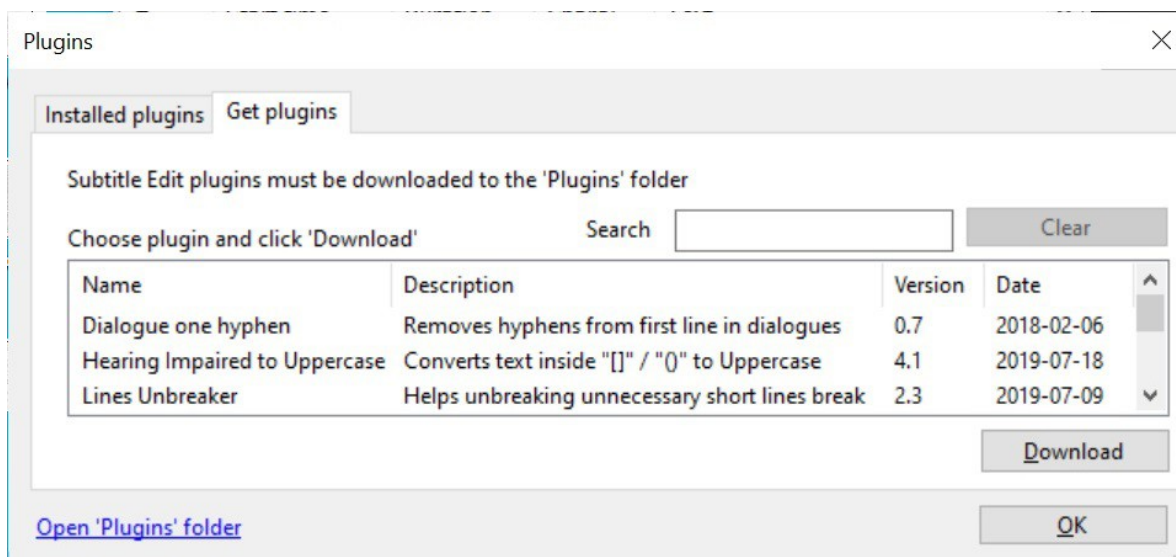 Plugins
Installed plugins Get plugins
Subtitle Edit plugins must be downloaded to the 'Plugins' folder
Choose plugin and click 'Download' Search Clear
Name Description Version Date
Dialogue one hyphen Removes hyphens from first line in dialogues 0.7 2018-02-06
Hearing Impaired to Uppercase Converts text inside "[]" / "()" to Uppercase 4.1 2019-07-18
Lines Unbreaker Helps unbreaking unnecessary short lines break 2.3 2019-07-09
Download
Open 'Plugins' folder OK